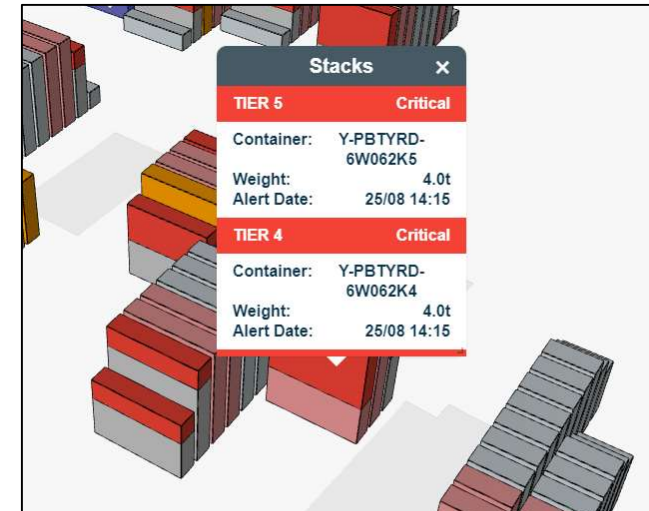 Stacks ×
TIER 5 Critical
Container: Y-PBTYRD-
6W062K5
Weight: 4.0t
Alert Date: 25/08 14:15
TIER 4 Critical
Container: Y-PBTYRD-
6W062K4
Weight: 4.0t
Alert Date: 25/08 14:15